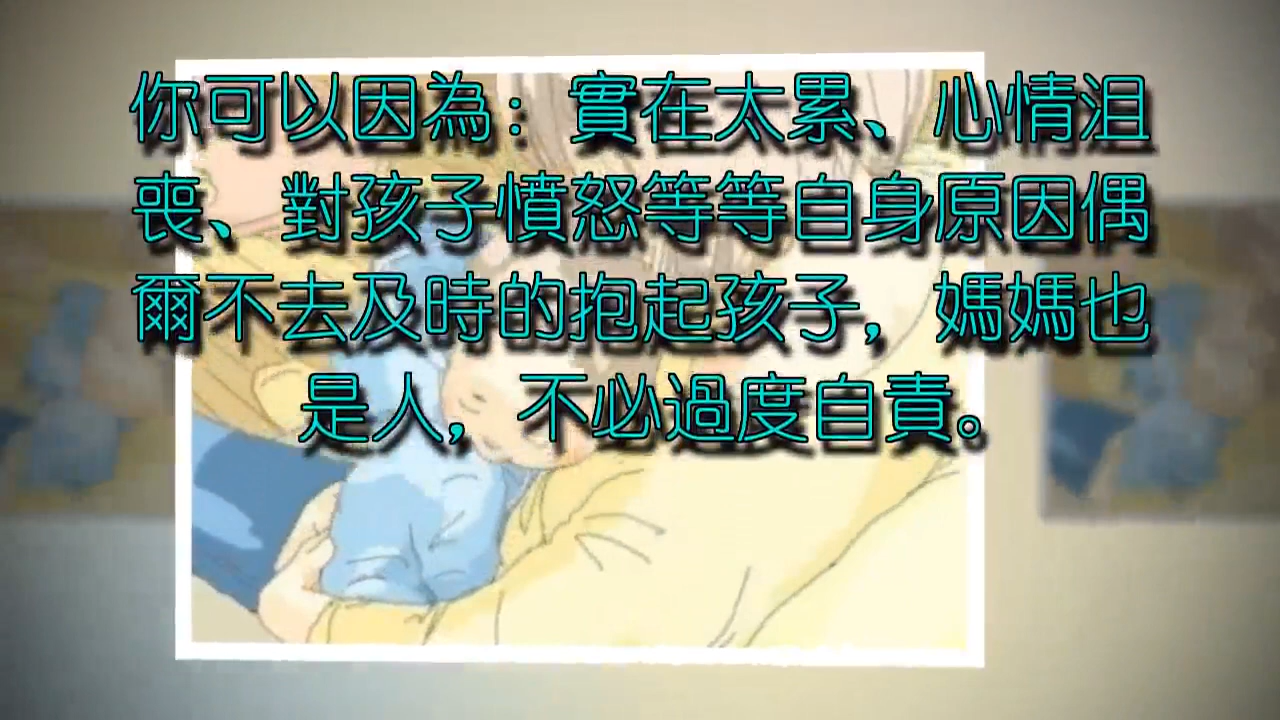 你可以因為：實在太累、心情沮
喪、對孩子憤怒等等自身原因偶
爾不去及時的抱起孩子，媽媽也
是人，不必過度自責。